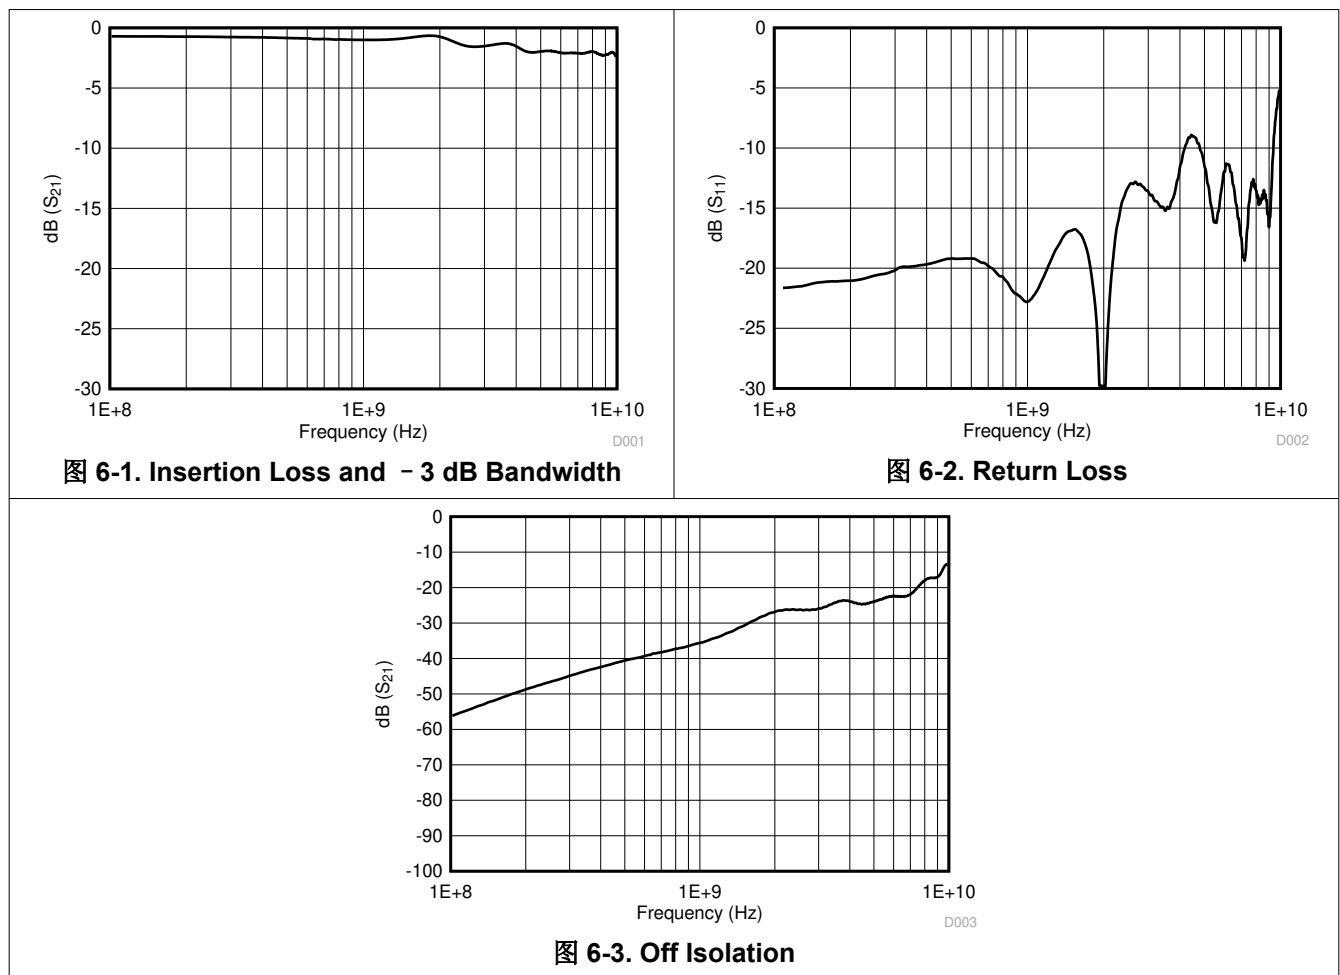 0
-5
-10
-15
-20
-25
-30
dB (S21)
1E+8 1E+9 1E+10
Frequency (Hz)
D001
图 6-1. Insertion Loss and －3 dB Bandwidth
0
-5
-10
-15
-20
-25
-30
dB (S11)
1E+8 1E+9 1E+10
Frequency (Hz)
D002
图 6-2. Return Loss
0
-10
-20
-30
-40
-50
-60
-70
-80
-90
-100
dB (S21)
1E+8 1E+9 1E+10
Frequency (Hz)
D003
图 6-3. Off Isolation